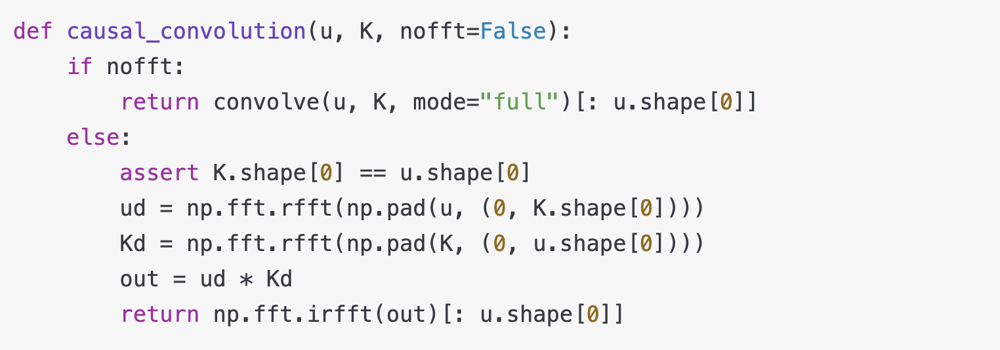 def causal_convolution(u, K, nofft=False):
    if nofft:
        return convolve(u, K, mode="full")[: u.shape[0]]
    else:
        assert K.shape[0] == u.shape[0]
        ud = np.fft.rfft(np.pad(u, (0, K.shape[0])))
        Kd = np.fft.rfft(np.pad(K, (0, u.shape[0])))
        out = ud * Kd
        return np.fft.irfft(out)[: u.shape[0]]